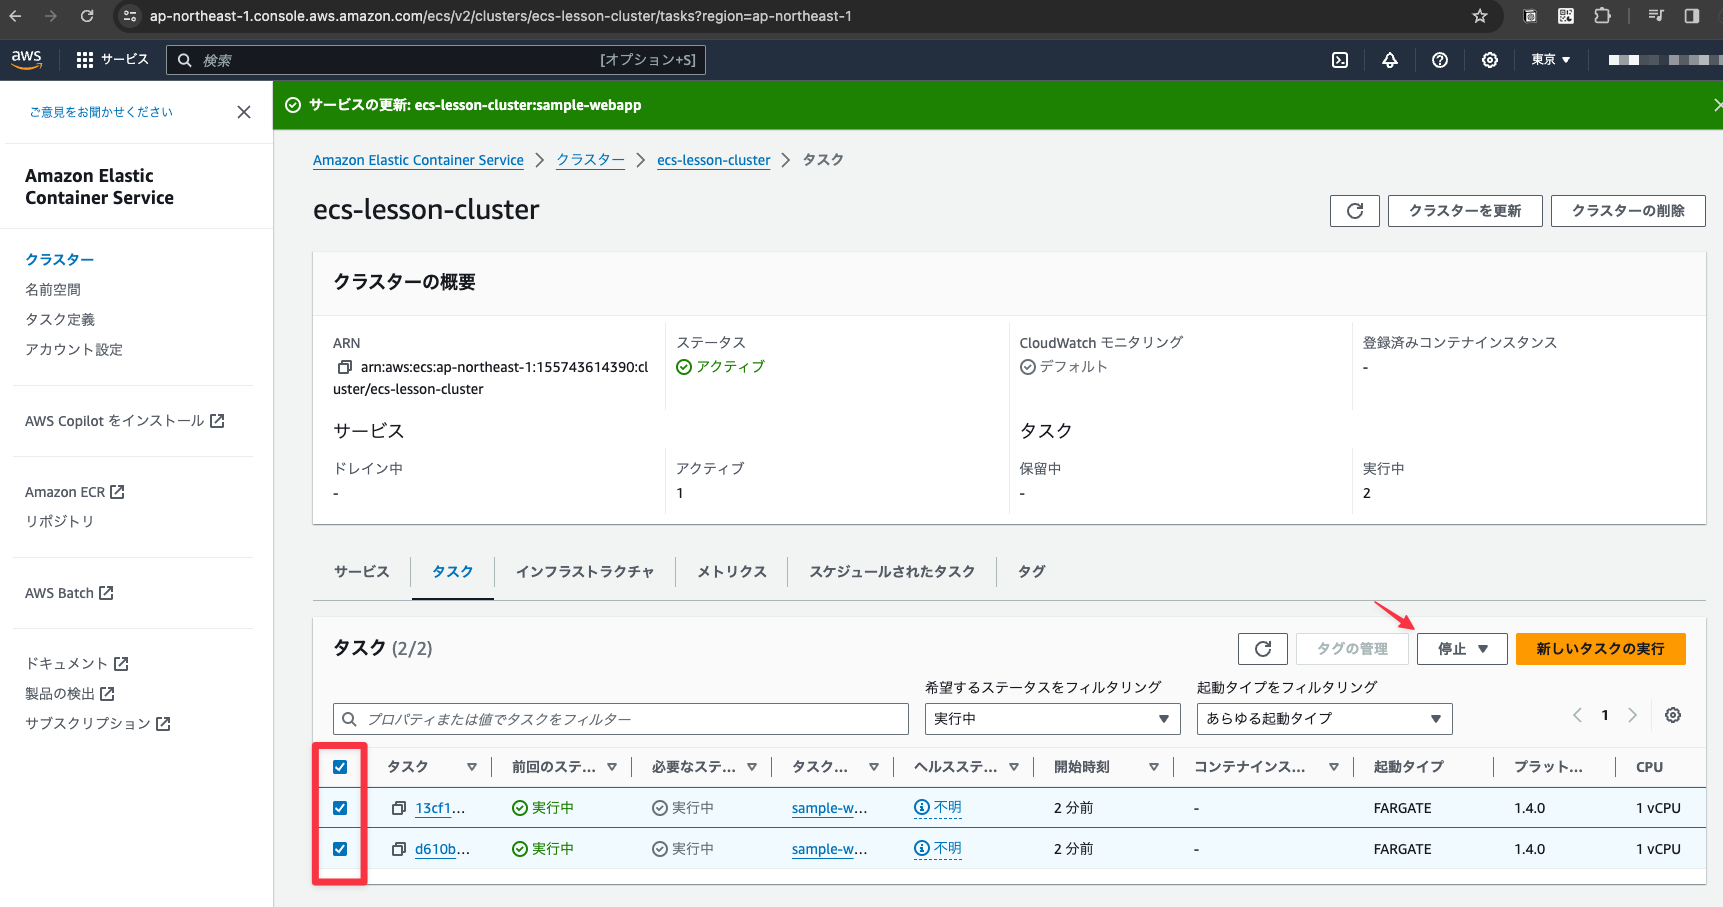 ap-northeast-1.console.aws.amazon.com/ecs/v2/clusters/ecs-lesson-cluster/tasks?region=ap-northeast-1
aws
サービス
検索
[オプション+S]
東京
ご意見をお聞かせください
サービスの更新: ecs-lesson-cluster:sample-webapp
Amazon Elastic Container Service
クラスター
ecs-lesson-cluster
タスク
Amazon Elastic
Container Service
クラスター
名前空間
タスク定義
アカウント設定
AWS Copilot をインストール
Amazon ECR
リポジトリ
AWS Batch
ドキュメント
製品の検出
サブスクリプション
ecs-lesson-cluster
クラスターを更新
クラスターの削除
クラスターの概要
ARN
arn:aws:ecs:ap-northeast-1:155743614390:cl
uster/ecs-lesson-cluster
ステータス
アクティブ
CloudWatch モニタリング
デフォルト
登録済みコンテナインスタンス
-
サービス
タスク
ドレイン中
-
アクティブ
1
保留中
-
実行中
2
サービス
タスク
インフラストラクチャ
メトリクス
スケジュールされたタスク
タグ
タスク (2/2)
タグの管理
停止
新しいタスクの実行
希望するステータスをフィルタリング
起動タイプをフィルタリング
プロパティまたは値でタスクをフィルター
実行中
あらゆる起動タイプ
1
タスク 前回のステ... 必要なステ... タスク... ヘルスステ... 開始時刻 コンテナインス... 起動タイプ プラット... CPU
13cf1... 実行中 実行中 sample-w... 不明 2 分前 - FARGATE 1.4.0 1 vCPU
d610b... 実行中 実行中 sample-w... 不明 2 分前 - FARGATE 1.4.0 1 vCPU